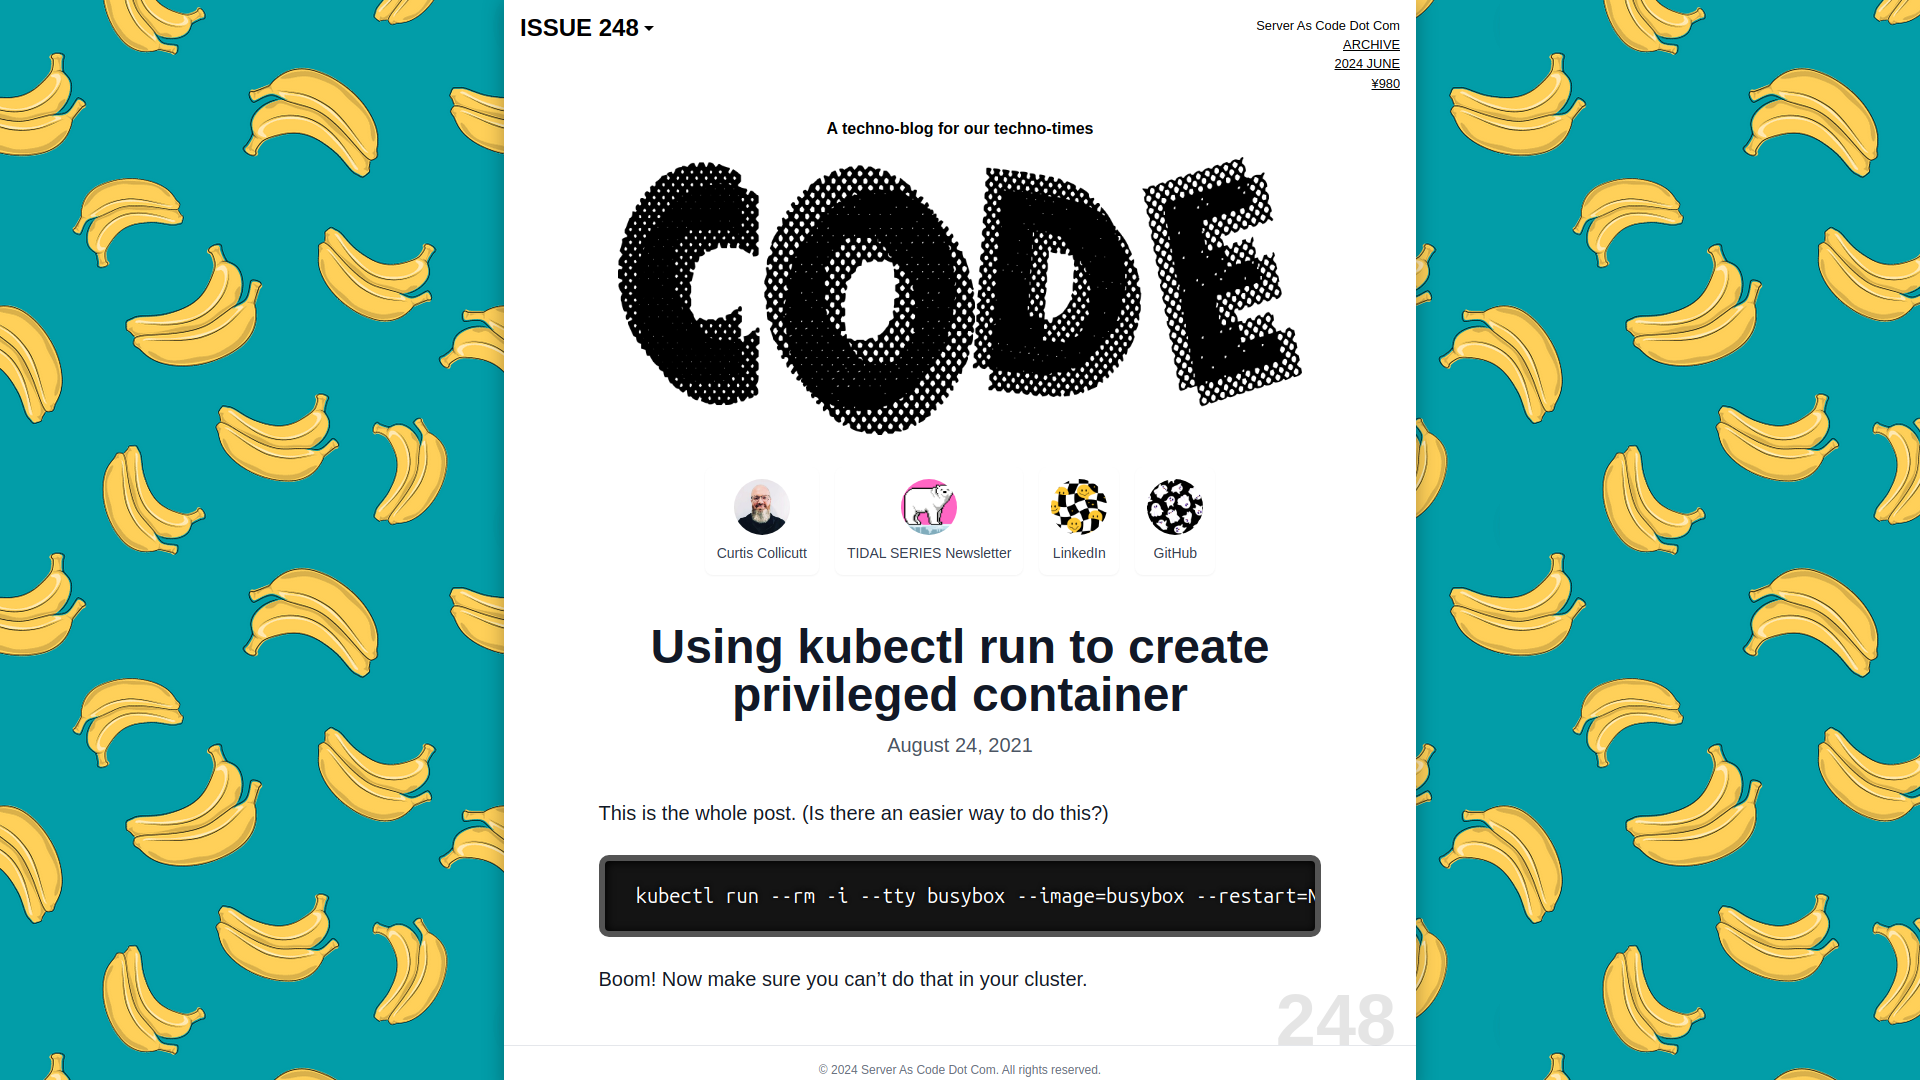 ISSUE 248
Server As Code Dot Com
ARCHIVE
2024 JUNE
¥980
A techno-blog for our techno-times
CODE
Curtis Collicutt
TIDAL SERIES Newsletter
LinkedIn
GitHub
Using kubectl run to create
privileged container
August 24, 2021
This is the whole post. (Is there an easier way to do this?)
kubectl run --rm -i --tty busybox --image=busybox --restart=N
Boom! Now make sure you can’t do that in your cluster.
248
© 2024 Server As Code Dot Com. All rights reserved.